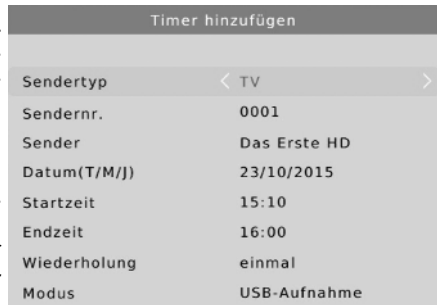 Timer hinzufügen
Sendertyp < TV >
Sendernr. 0001
Sender Das Erste HD
Datum(T/M/J) 23/10/2015
Startzeit 15:10
Endzeit 16:00
Wiederholung einmal
Modus USB-Aufnahme